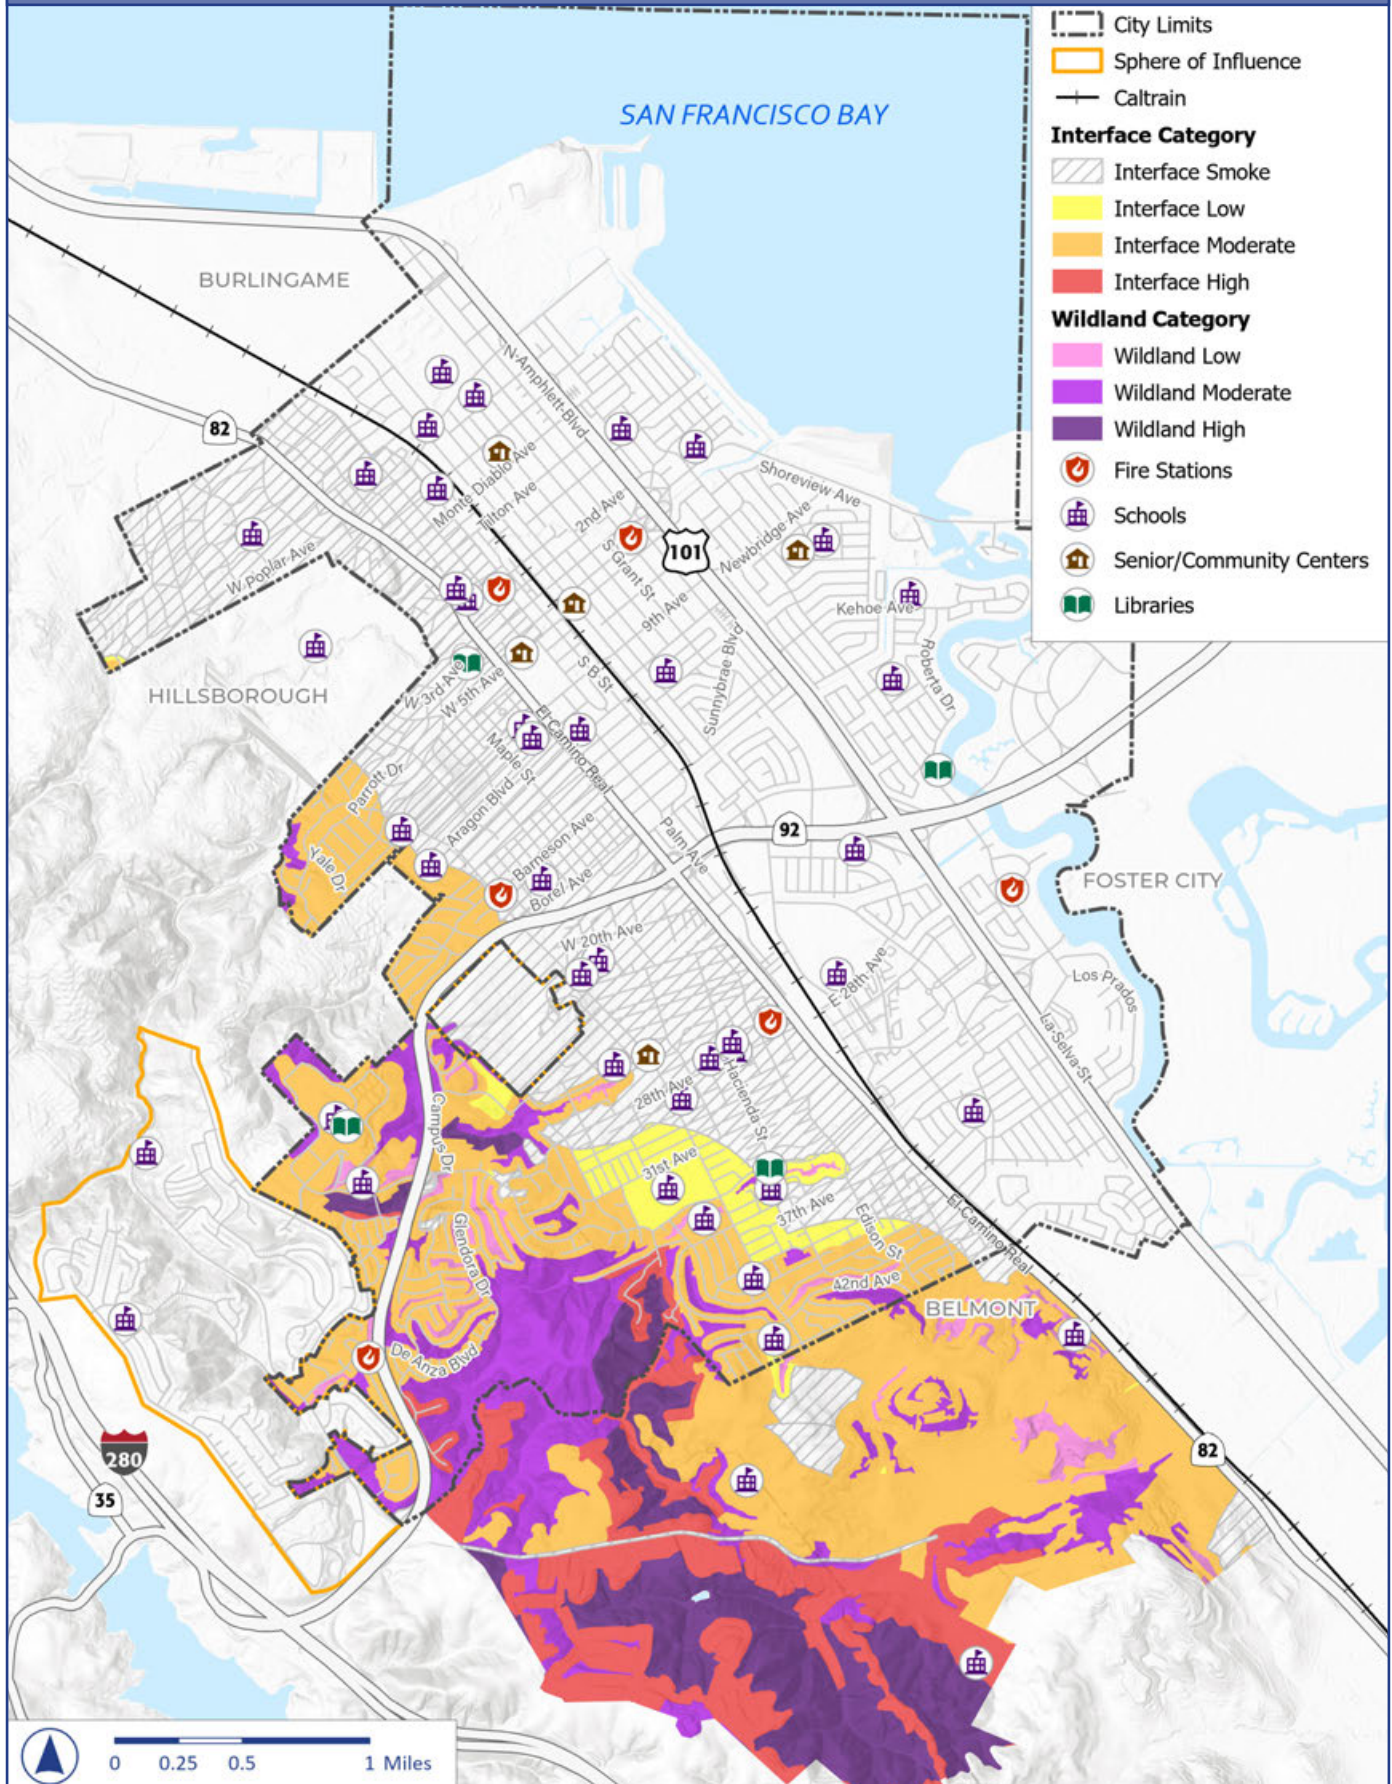 SAN FRANCISCO BAY
City Limits
Sphere of Influence
Caltrain
Interface Category
Interface Smoke
Interface Low
Interface Moderate
Interface High
Wildland Category
Wildland Low
Wildland Moderate
Wildland High
Fire Stations
Schools
Senior/Community Centers
Libraries
BURLINGAME
N Amphlett Blvd
82
Monte Diablo Ave
Tilton Ave
2nd Ave
Shoreview Ave
Newbridge Ave
101
W Poplar Ave
S Grant St
9th Ave
Kehoe Ave
Sunnybrae Blvd
Roberta Dr
HILLSBOROUGH
W 3rd Ave
W 5th Ave
S B St
El Camino Real
Maple St
Parrott Dr
Aragon Blvd
Barneson Ave
Borel Ave
Palm Ave
92
Yale Dr
FOSTER CITY
W 20th Ave
E 28th Ave
Los Prados
La Selva St
Campus Dr
28th Ave
Hacienda St
31st Ave
37th Ave
Edison St
El Camino Real
Glendora Dr
42nd Ave
BELMONT
De Anza Blvd
280
35
82
0 0.25 0.5 1 Miles